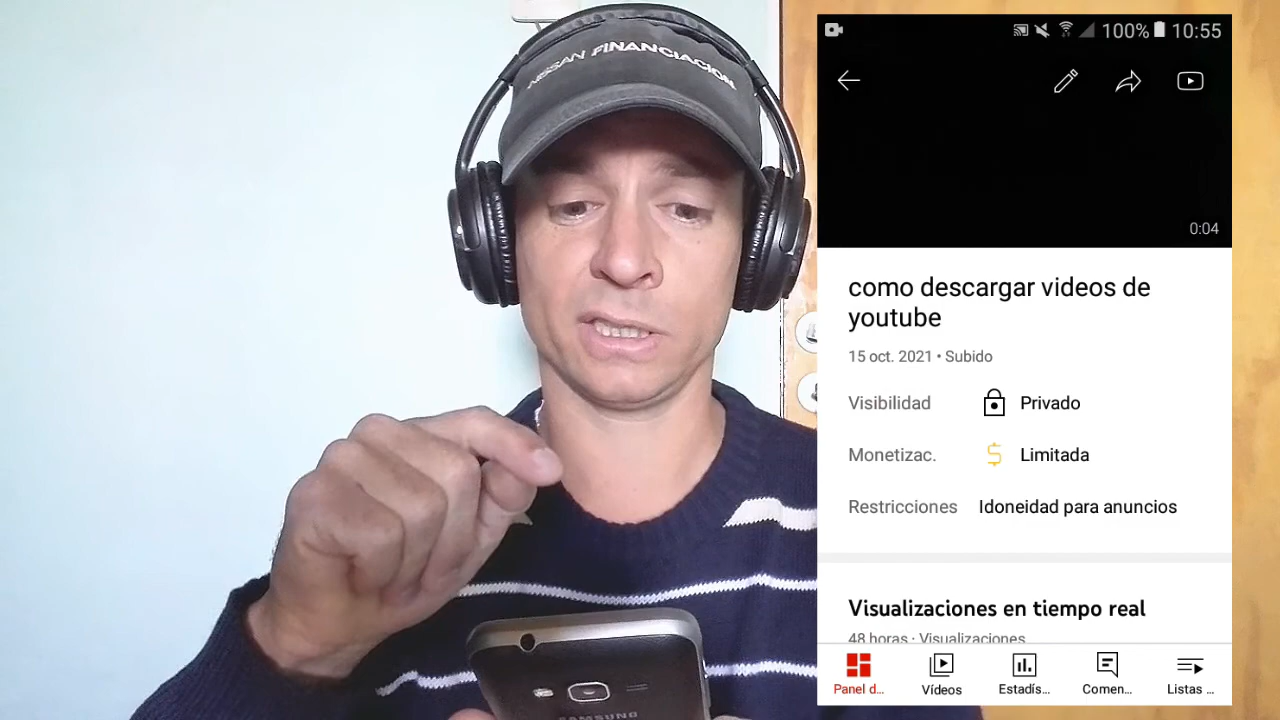 NISSAN FINANCIACION
SAMSUNG
100% 10:55
0:04
como descargar videos de
youtube
15 oct. 2021 • Subido
Visibilidad Privado
Monetizac. Limitada
Restricciones Idoneidad para anuncios
Visualizaciones en tiempo real
48 horas · Visualizaciones
Panel d... Vídeos Estadís... Comen... Listas ...